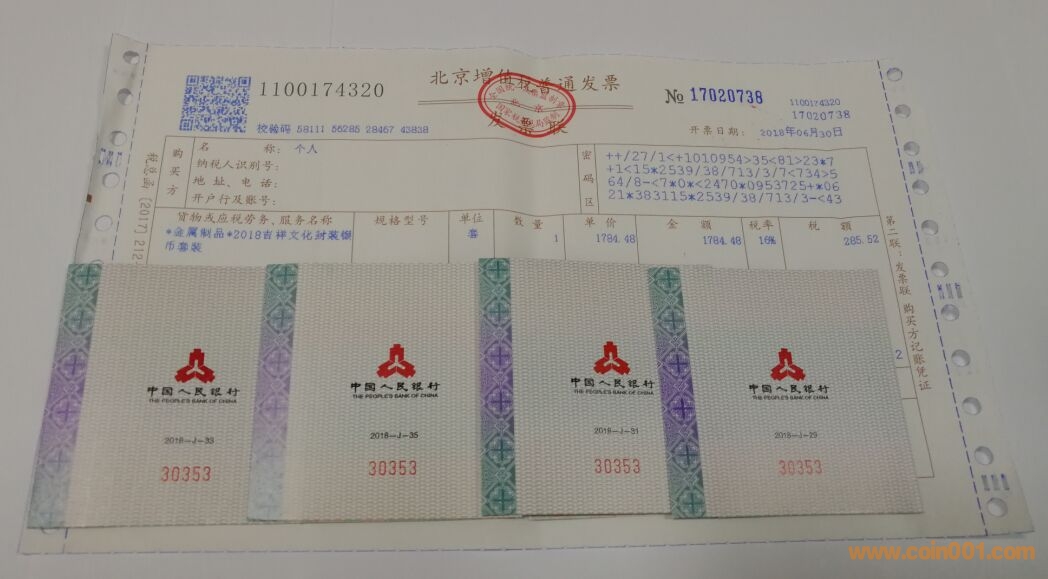 1100174320
北京增值税普通发票
发票联
№ 17020738
1100174320
17020738
校验码 58111 56285 28467 43838
开票日期: 2018年06月30日
购买方
名称: 个人
纳税人识别号:
地址、电话:
开户行及账号:
密码区
++/27/1<+1010954>35<81>23*7
+1<15*2539/38/713/3/7<734>5
64/8-<7*0*<2470*0953725+*06
21*383115*2539/38/713/3-<43
货物或应税劳务、服务名称 规格型号 单位 数量 单价 金额 税率 税额
*金属制品*2018吉祥文化封装银 套 1 1784.48 1784.48 16% 285.52
币套装
第二联:发票联 购买方记账凭证
2
中国人民银行
THE PEOPLE'S BANK OF CHINA
2018-J-33
30353
中国人民银行
THE PEOPLE'S BANK OF CHINA
2018-J-35
30353
中国人民银行
THE PEOPLE'S BANK OF CHINA
2018-J-31
30353
中国人民银行
THE PEOPLE'S BANK OF CHINA
2018-J-29
30353
www.coin001.com